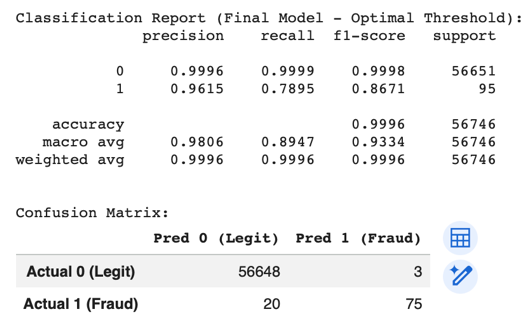 Classification Report (Final Model - Optimal Threshold):
precision recall f1-score support
0 0.9996 0.9999 0.9998 56651
1 0.9615 0.7895 0.8671 95
accuracy 0.9996 56746
macro avg 0.9806 0.8947 0.9334 56746
weighted avg 0.9996 0.9996 0.9996 56746
Confusion Matrix:
Pred 0 (Legit) Pred 1 (Fraud)
Actual 0 (Legit) 56648 3
Actual 1 (Fraud) 20 75